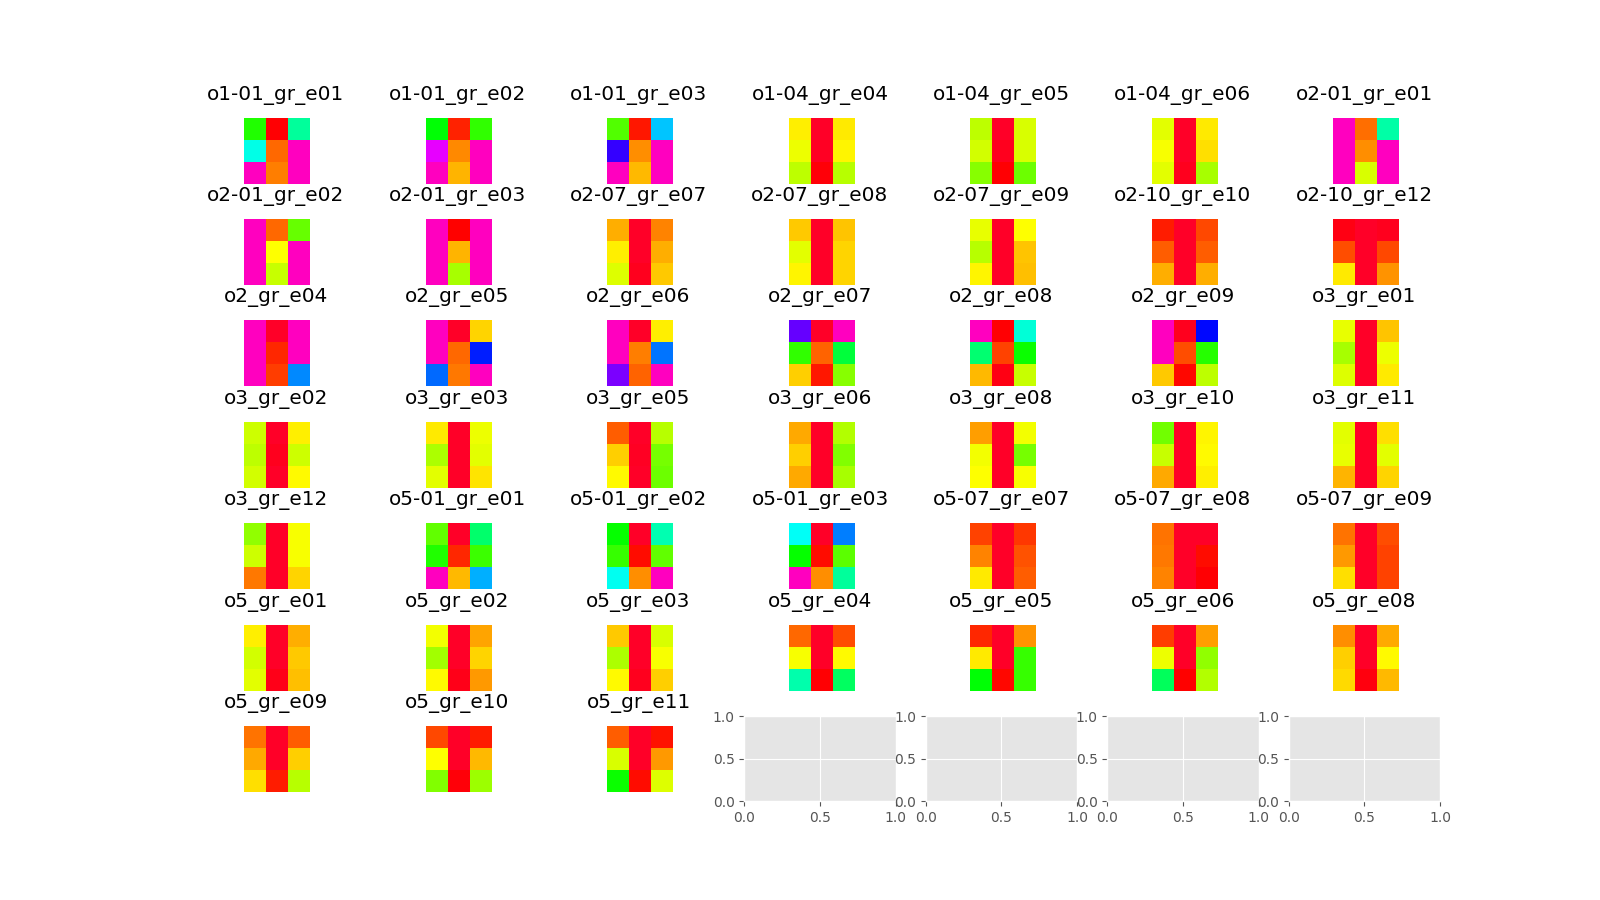 o1-01_gr_e01 o1-01_gr_e02 o1-01_gr_e03 o1-04_gr_e04 o1-04_gr_e05 o1-04_gr_e06 o2-01_gr_e01
o2-01_gr_e02 o2-01_gr_e03 o2-07_gr_e07 o2-07_gr_e08 o2-07_gr_e09 o2-10_gr_e10 o2-10_gr_e12
o2_gr_e04 o2_gr_e05 o2_gr_e06 o2_gr_e07 o2_gr_e08 o2_gr_e09 o3_gr_e01
o3_gr_e02 o3_gr_e03 o3_gr_e05 o3_gr_e06 o3_gr_e08 o3_gr_e10 o3_gr_e11
o3_gr_e12 o5-01_gr_e01 o5-01_gr_e02 o5-01_gr_e03 o5-07_gr_e07 o5-07_gr_e08 o5-07_gr_e09
o5_gr_e01 o5_gr_e02 o5_gr_e03 o5_gr_e04 o5_gr_e05 o5_gr_e06 o5_gr_e08
o5_gr_e09 o5_gr_e10 o5_gr_e11
1.0 1.0 1.0 1.0
0.5 0.5 0.5 0.5
0.0 0.0 0.0 0.0
0.0 0.5 1.0 0.0 0.5 1.0 0.0 0.5 1.0 0.0 0.5 1.0